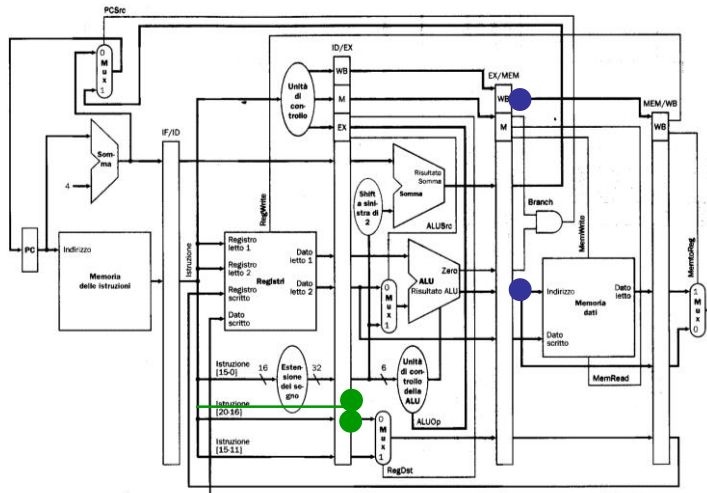 PCSrc
0
M
u
x
1
ID/EX
WB
M
EX
Unità
di
controllo
EX/MEM
WB
M
MEM/WB
WB
IF/ID
Som-
ma
4
PC
Indirizzo
Memoria
delle istruzioni
Istruzione
RegWrite
Registro
letto 1
Registro
letto 2
Registro
scritto
Dato
scritto
Registri
Dato
letto 1
Dato
letto 2
Shift
a sini-
stra di 2
Risultato
Somma
Somma
ALUSrc
Branch
0
M
u
x
1
Zero
ALU
Risultato ALU
MemWrite
Indirizzo
Dato
letto
Memoria
dati
Dato
scritto
MemRead
MemtoReg
1
M
u
x
0
Istruzione
[15-0]
16
Esten-
sione
del se-
gno
32
6
Unità
di con-
trollo
della
ALU
ALUOp
Istruzione
[20-16]
Istruzione
[15-11]
0
M
u
x
1
RegDst